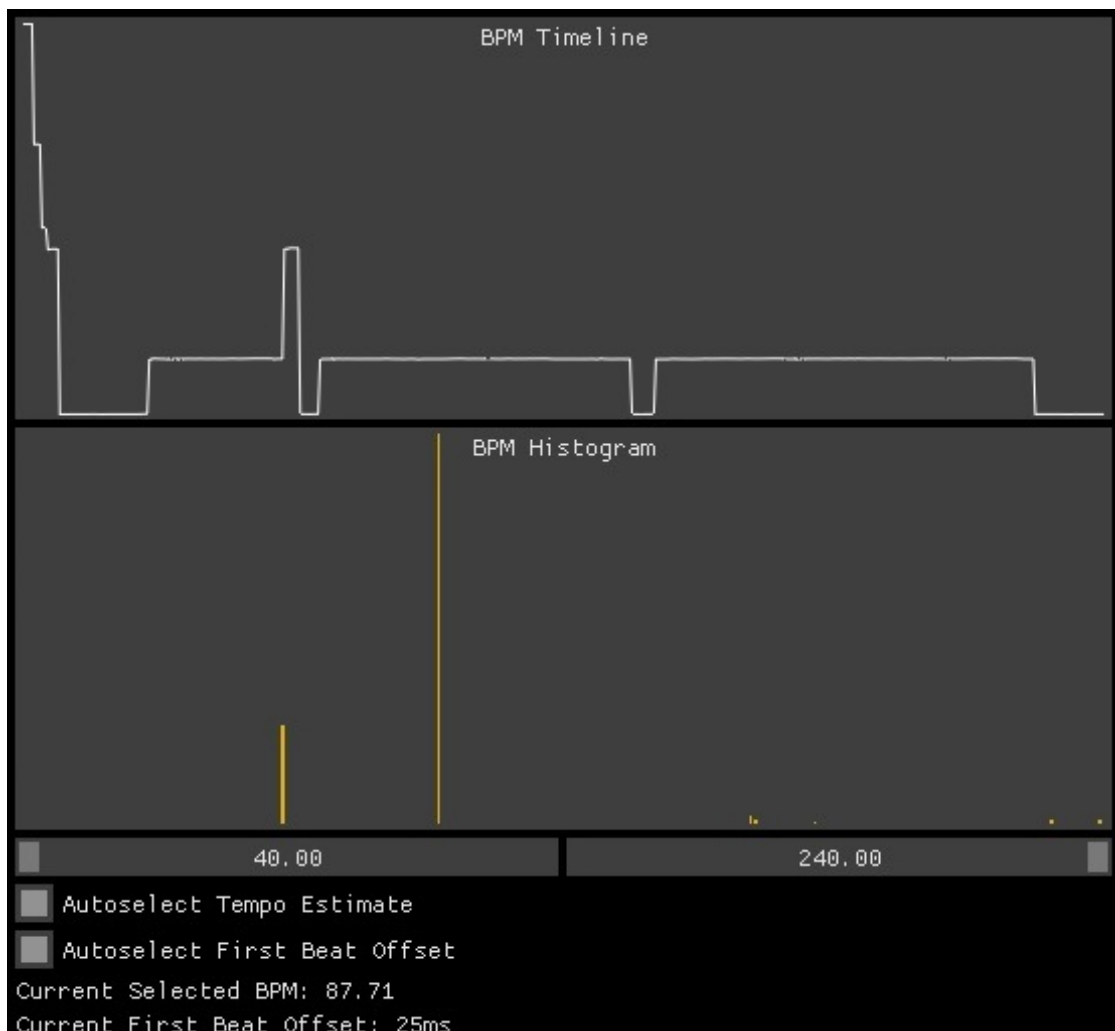 BPM Timeline
BPM Histogram
40.00 240.00
Autoselect Tempo Estimate
Autoselect First Beat Offset
Current Selected BPM: 87.71
Current First Beat Offset: 25ms